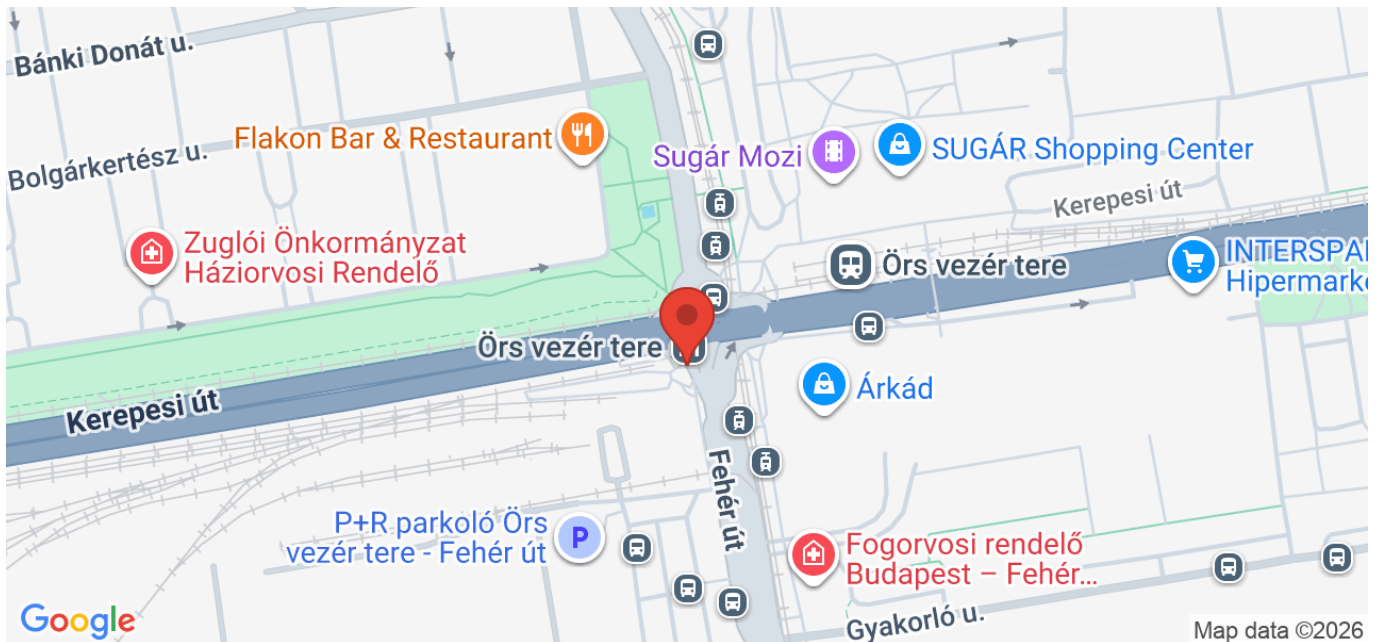 Bánki Donát u.
Bolgárkertész u.
Flakon Bar & Restaurant
Sugár Mozi
SUGÁR Shopping Center
Kerepesi út
Zuglói Önkormányzat
Háziorvosi Rendelő
Örs vezér tere
INTERSPA
Hipermarke
Örs vezér tere
Kerepesi út
Árkád
Fehér út
P+R parkoló Örs
vezér tere - Fehér út
P
Fogorvosi rendelő
Budapest – Fehér...
Gyakorló u.
Google
Map data ©2026